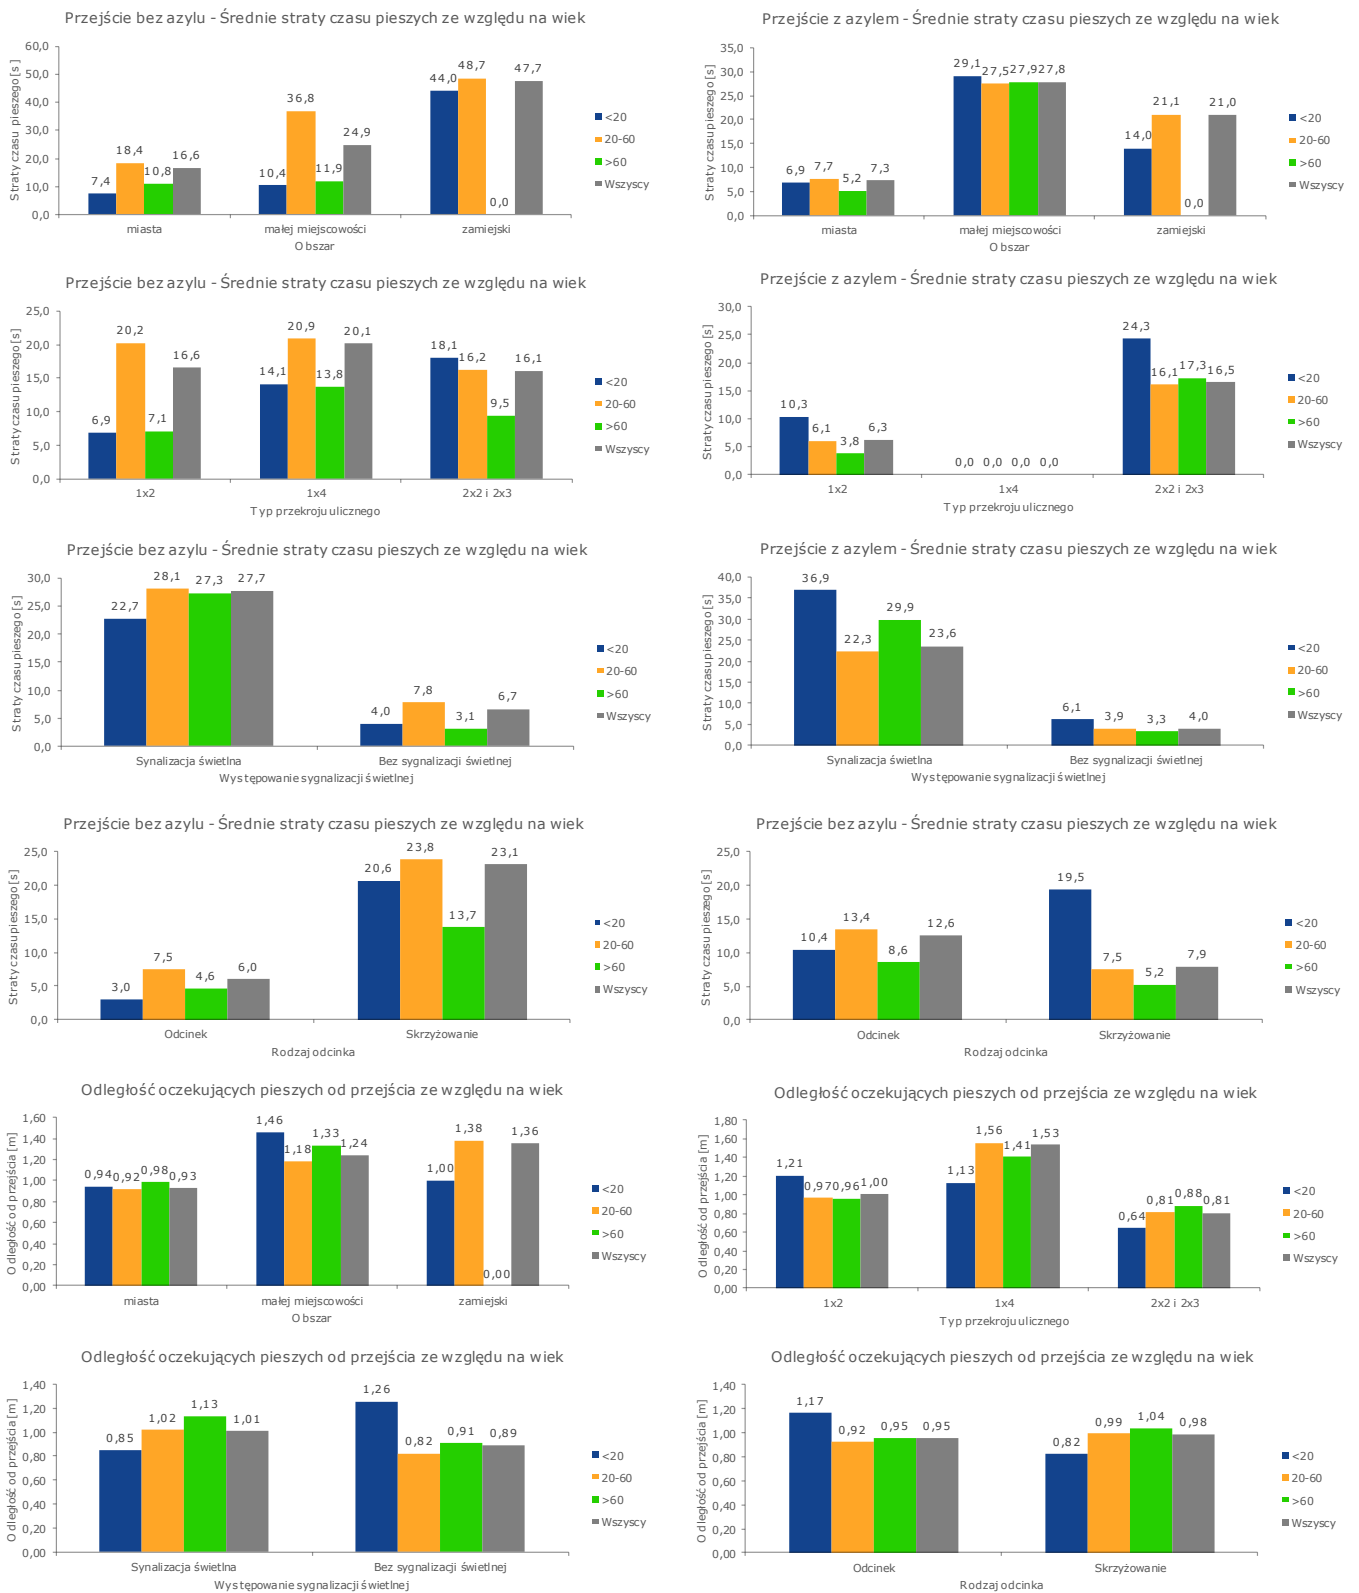 Przejście bez azylu - Średnie straty czasu pieszych ze względu na wiek
Straty czasu pieszego [s]
60,0
50,0
40,0
30,0
20,0
10,0
0,0
7,4 18,4 10,8 16,6
10,4 36,8 11,9 24,9
44,0 48,7 0,0 47,7
miasta małej miejscowości zamiejski
Obszar
<20
20-60
>60
Wszyscy
Przejście z azylem - Średnie straty czasu pieszych ze względu na wiek
Straty czasu pieszego [s]
35,0
30,0
25,0
20,0
15,0
10,0
5,0
0,0
6,9 7,7 5,2 7,3
29,1 27,5 27,9 27,8
14,0 21,1 0,0 21,0
miasta małej miejscowości zamiejski
Obszar
<20
20-60
>60
Wszyscy
Przejście bez azylu - Średnie straty czasu pieszych ze względu na wiek
Straty czasu pieszego [s]
25,0
20,0
15,0
10,0
5,0
0,0
6,9 20,2 7,1 16,6
14,1 20,9 13,8 20,1
18,1 16,2 9,5 16,1
1x2 1x4 2x2 i 2x3
Typ przekroju ulicznego
<20
20-60
>60
Wszyscy
Przejście z azylem - Średnie straty czasu pieszych ze względu na wiek
Straty czasu pieszego [s]
30,0
25,0
20,0
15,0
10,0
5,0
0,0
10,3 6,1 3,8 6,3
0,0 0,0 0,0 0,0
24,3 16,1 17,3 16,5
1x2 1x4 2x2 i 2x3
Typ przekroju ulicznego
<20
20-60
>60
Wszyscy
Przejście bez azylu - Średnie straty czasu pieszych ze względu na wiek
Straty czasu pieszego [s]
30,0
25,0
20,0
15,0
10,0
5,0
0,0
22,7 28,1 27,3 27,7
4,0 7,8 3,1 6,7
Synalizacja świetlna Bez sygnalizacji świetlnej
Występowanie sygnalizacji świetlnej
<20
20-60
>60
Wszyscy
Przejście z azylem - Średnie straty czasu pieszych ze względu na wiek
Straty czasu pieszego [s]
40,0
35,0
30,0
25,0
20,0
15,0
10,0
5,0
0,0
36,9 22,3 29,9 23,6
6,1 3,9 3,3 4,0
Synalizacja świetlna Bez sygnalizacji świetlnej
Występowanie sygnalizacji świetlnej
<20
20-60
>60
Wszyscy
Przejście bez azylu - Średnie straty czasu pieszych ze względu na wiek
Straty czasu pieszego [s]
25,0
20,0
15,0
10,0
5,0
0,0
3,0 7,5 4,6 6,0
20,6 23,8 13,7 23,1
Odcinek Skrzyżowanie
Rodzaj odcinka
<20
20-60
>60
Wszyscy
Przejście bez azylu - Średnie straty czasu pieszych ze względu na wiek
Straty czasu pieszego [s]
25,0
20,0
15,0
10,0
5,0
0,0
10,4 13,4 8,6 12,6
19,5 7,5 5,2 7,9
Odcinek Skrzyżowanie
Rodzaj odcinka
<20
20-60
>60
Wszyscy
Odległość oczekujących pieszych od przejścia ze względu na wiek
Odległość od przejścia [m]
1,60
1,40
1,20
1,00
0,80
0,60
0,40
0,20
0,00
0,94 0,92 0,98 0,93
1,46 1,18 1,33 1,24
1,00 1,38 0,00 1,36
miasta małej miejscowości zamiejski
Obszar
<20
20-60
>60
Wszyscy
Odległość oczekujących pieszych od przejścia ze względu na wiek
Odległość od przejścia [m]
1,80
1,60
1,40
1,20
1,00
0,80
0,60
0,40
0,20
0,00
1,21 0,97 0,96 1,00
1,13 1,56 1,41 1,53
0,64 0,81 0,88 0,81
1x2 1x4 2x2 i 2x3
Typ przekroju ulicznego
<20
20-60
>60
Wszyscy
Odległość oczekujących pieszych od przejścia ze względu na wiek
Odległość od przejścia [m]
1,40
1,20
1,00
0,80
0,60
0,40
0,20
0,00
0,85 1,02 1,13 1,01
1,26 0,82 0,91 0,89
Synalizacja świetlna Bez sygnalizacji świetlnej
Występowanie sygnalizacji świetlnej
<20
20-60
>60
Wszyscy
Odległość oczekujących pieszych od przejścia ze względu na wiek
Odległość od przejścia [m]
1,40
1,20
1,00
0,80
0,60
0,40
0,20
0,00
1,17 0,92 0,95 0,95
0,82 0,99 1,04 0,98
Odcinek Skrzyżowanie
Rodzaj odcinka
<20
20-60
>60
Wszyscy